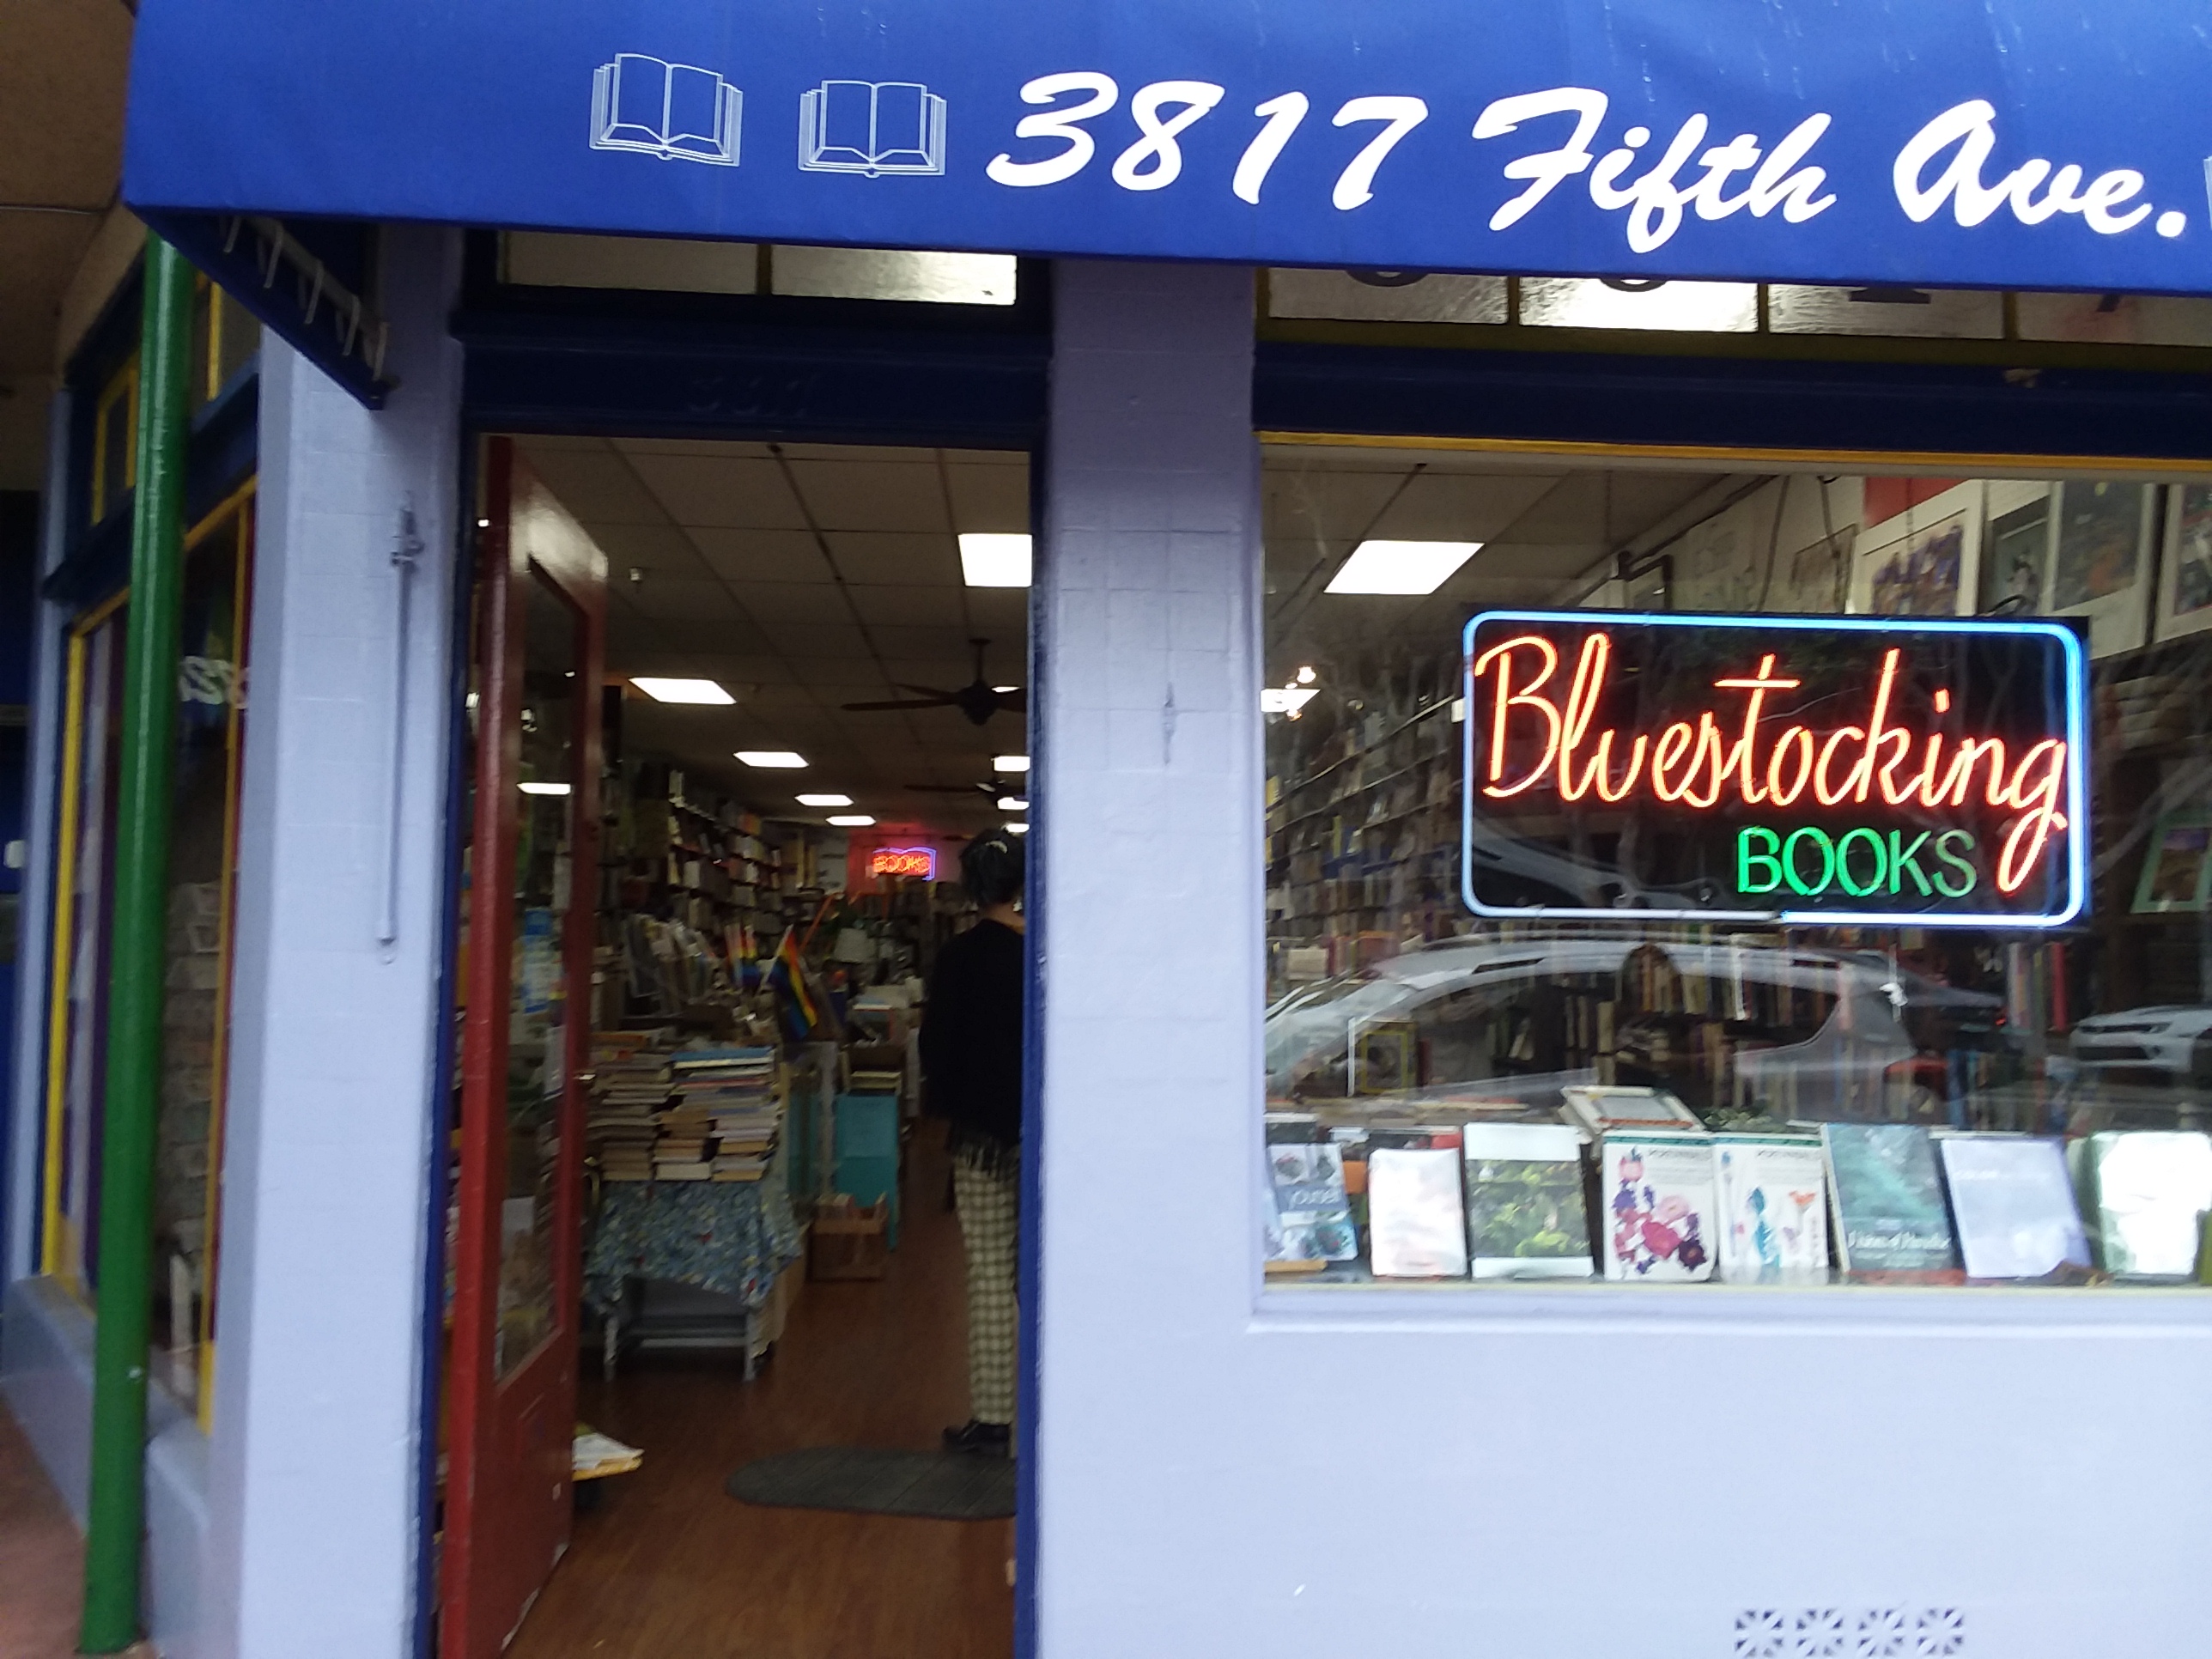 3817 Fifth Ave.
Bluestocking
BOOKS
BOOKS